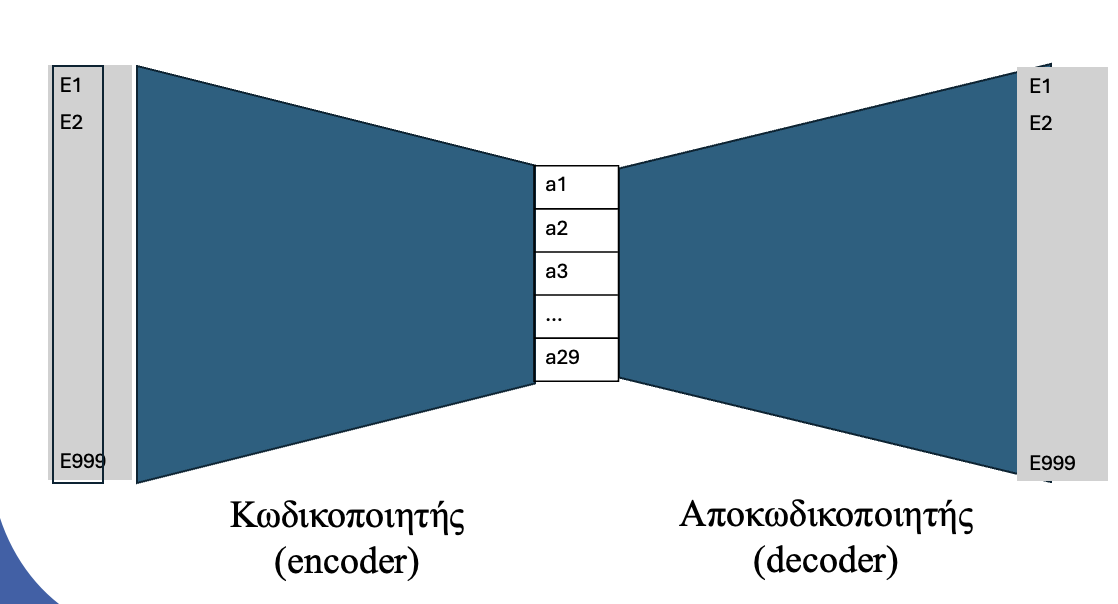 E1
E2
E999
a1
a2
a3
...
a29
E1
E2
E999
Κωδικοποιητής
(encoder)
Αποκωδικοποιητής
(decoder)